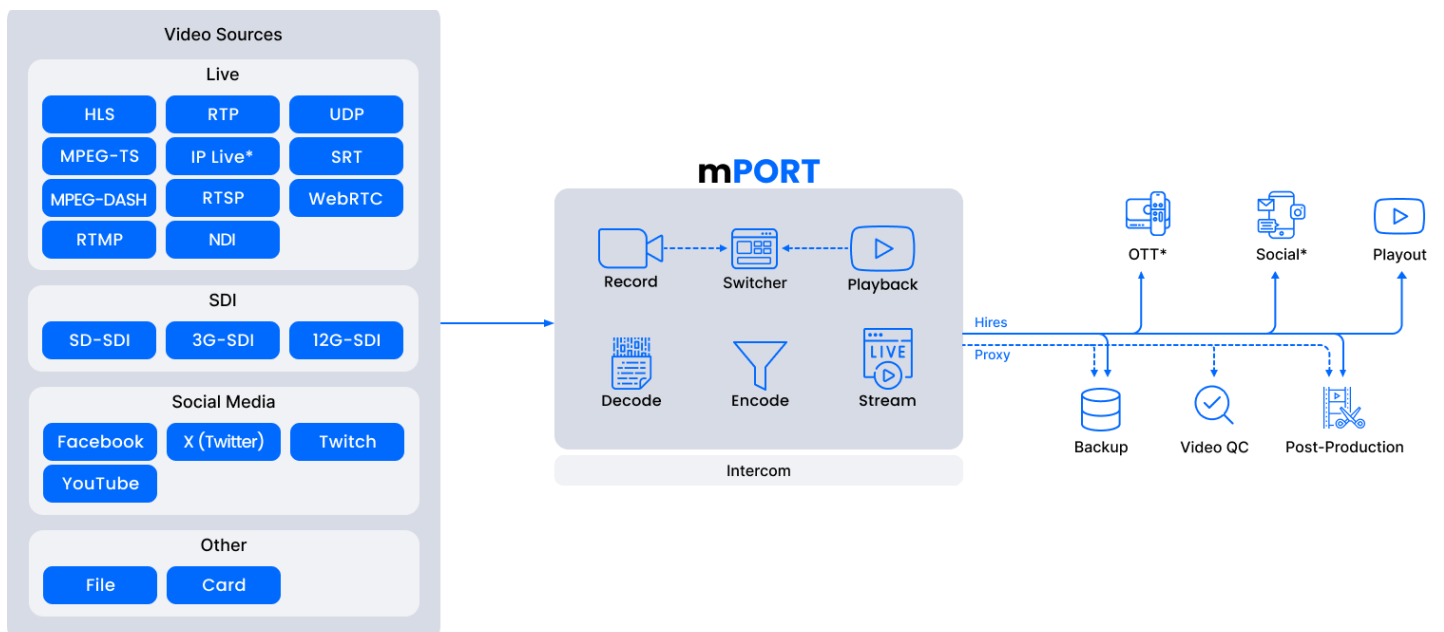 Video Sources
Live
HLS RTP UDP
MPEG-TS IP Live* SRT
MPEG-DASH RTSP WebRTC
RTMP NDI
SDI
SD-SDI 3G-SDI 12G-SDI
Social Media
Facebook X (Twitter) Twitch
YouTube
Other
File Card
mPORT
Record Switcher Playback
LIVE
Decode Encode Stream
Intercom
Hires
Proxy
OTT* Social* Playout
Backup Video QC Post-Production